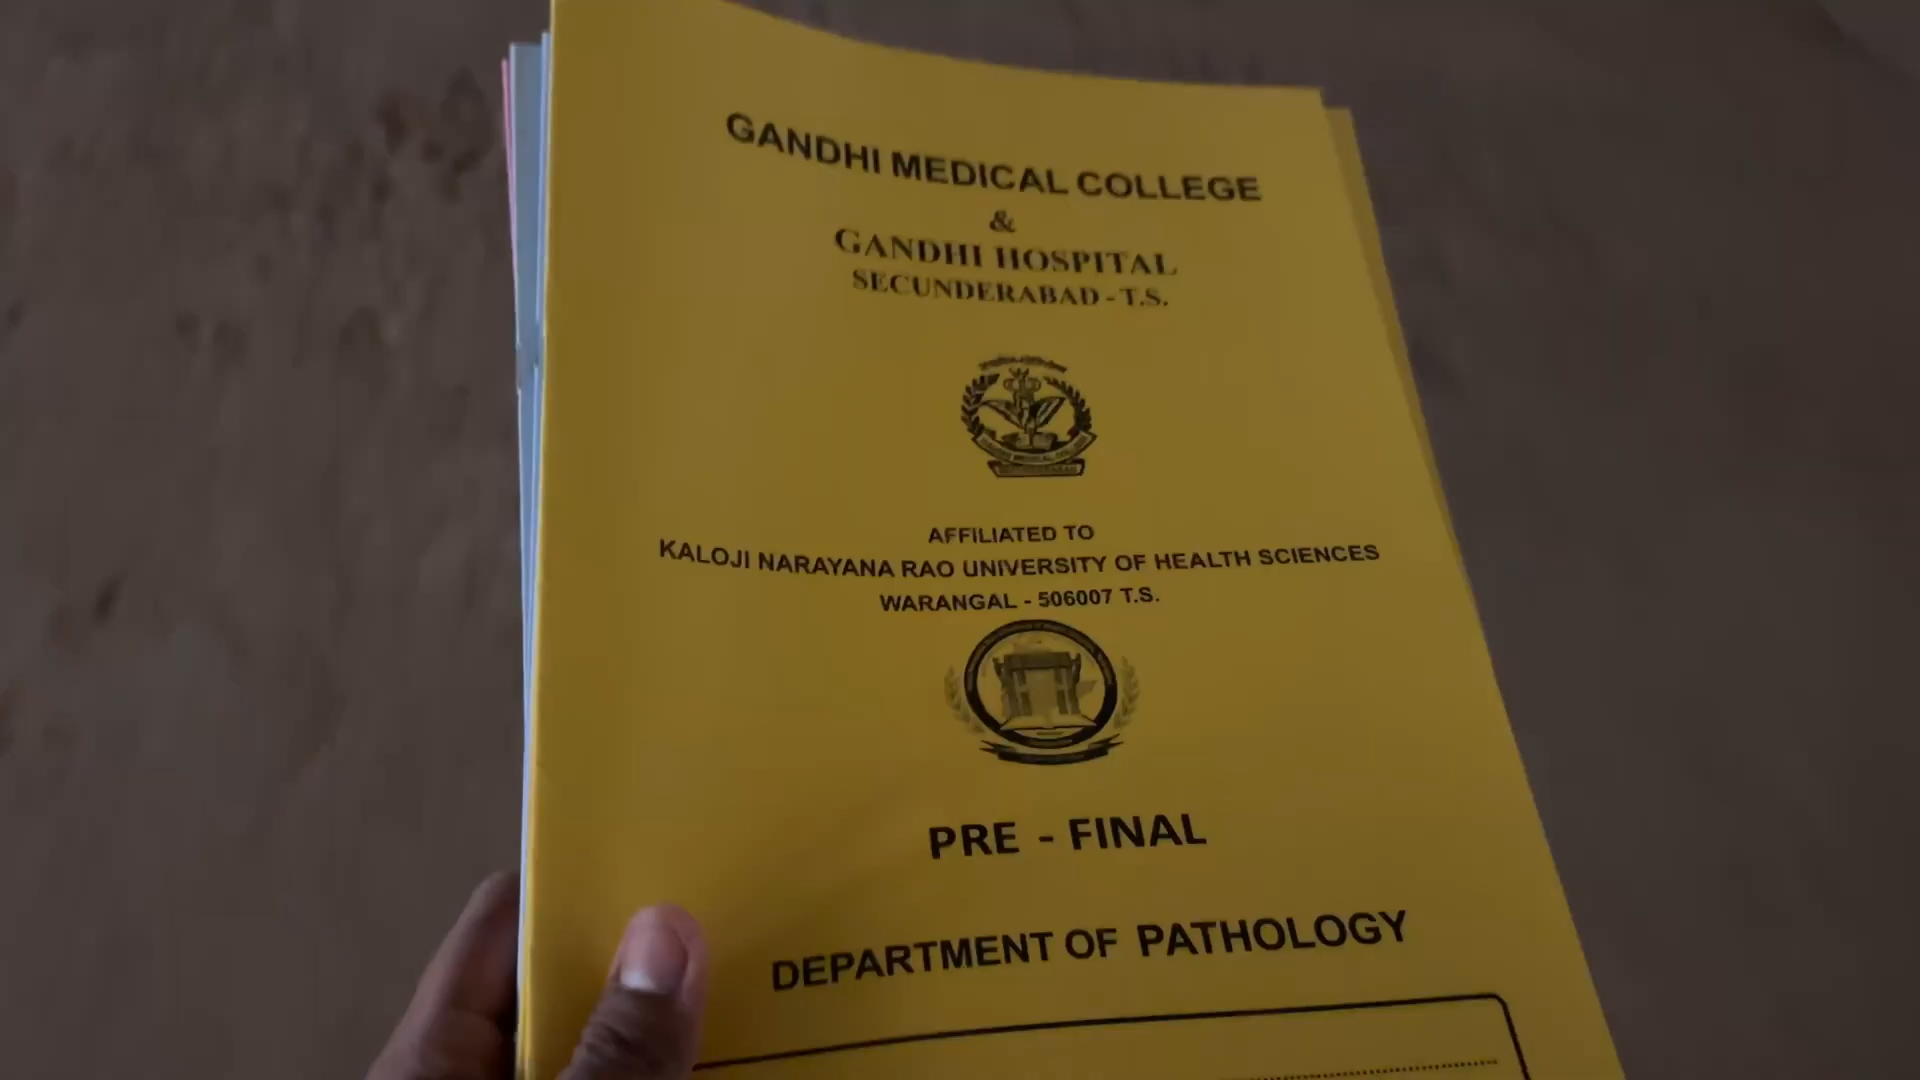 GANDHI MEDICAL COLLEGE
&
GANDHI HOSPITAL
SECUNDERABAD - T.S.
AFFILIATED TO
KALOJI NARAYANA RAO UNIVERSITY OF HEALTH SCIENCES
WARANGAL - 506007 T.S.
PRE - FINAL
DEPARTMENT OF PATHOLOGY